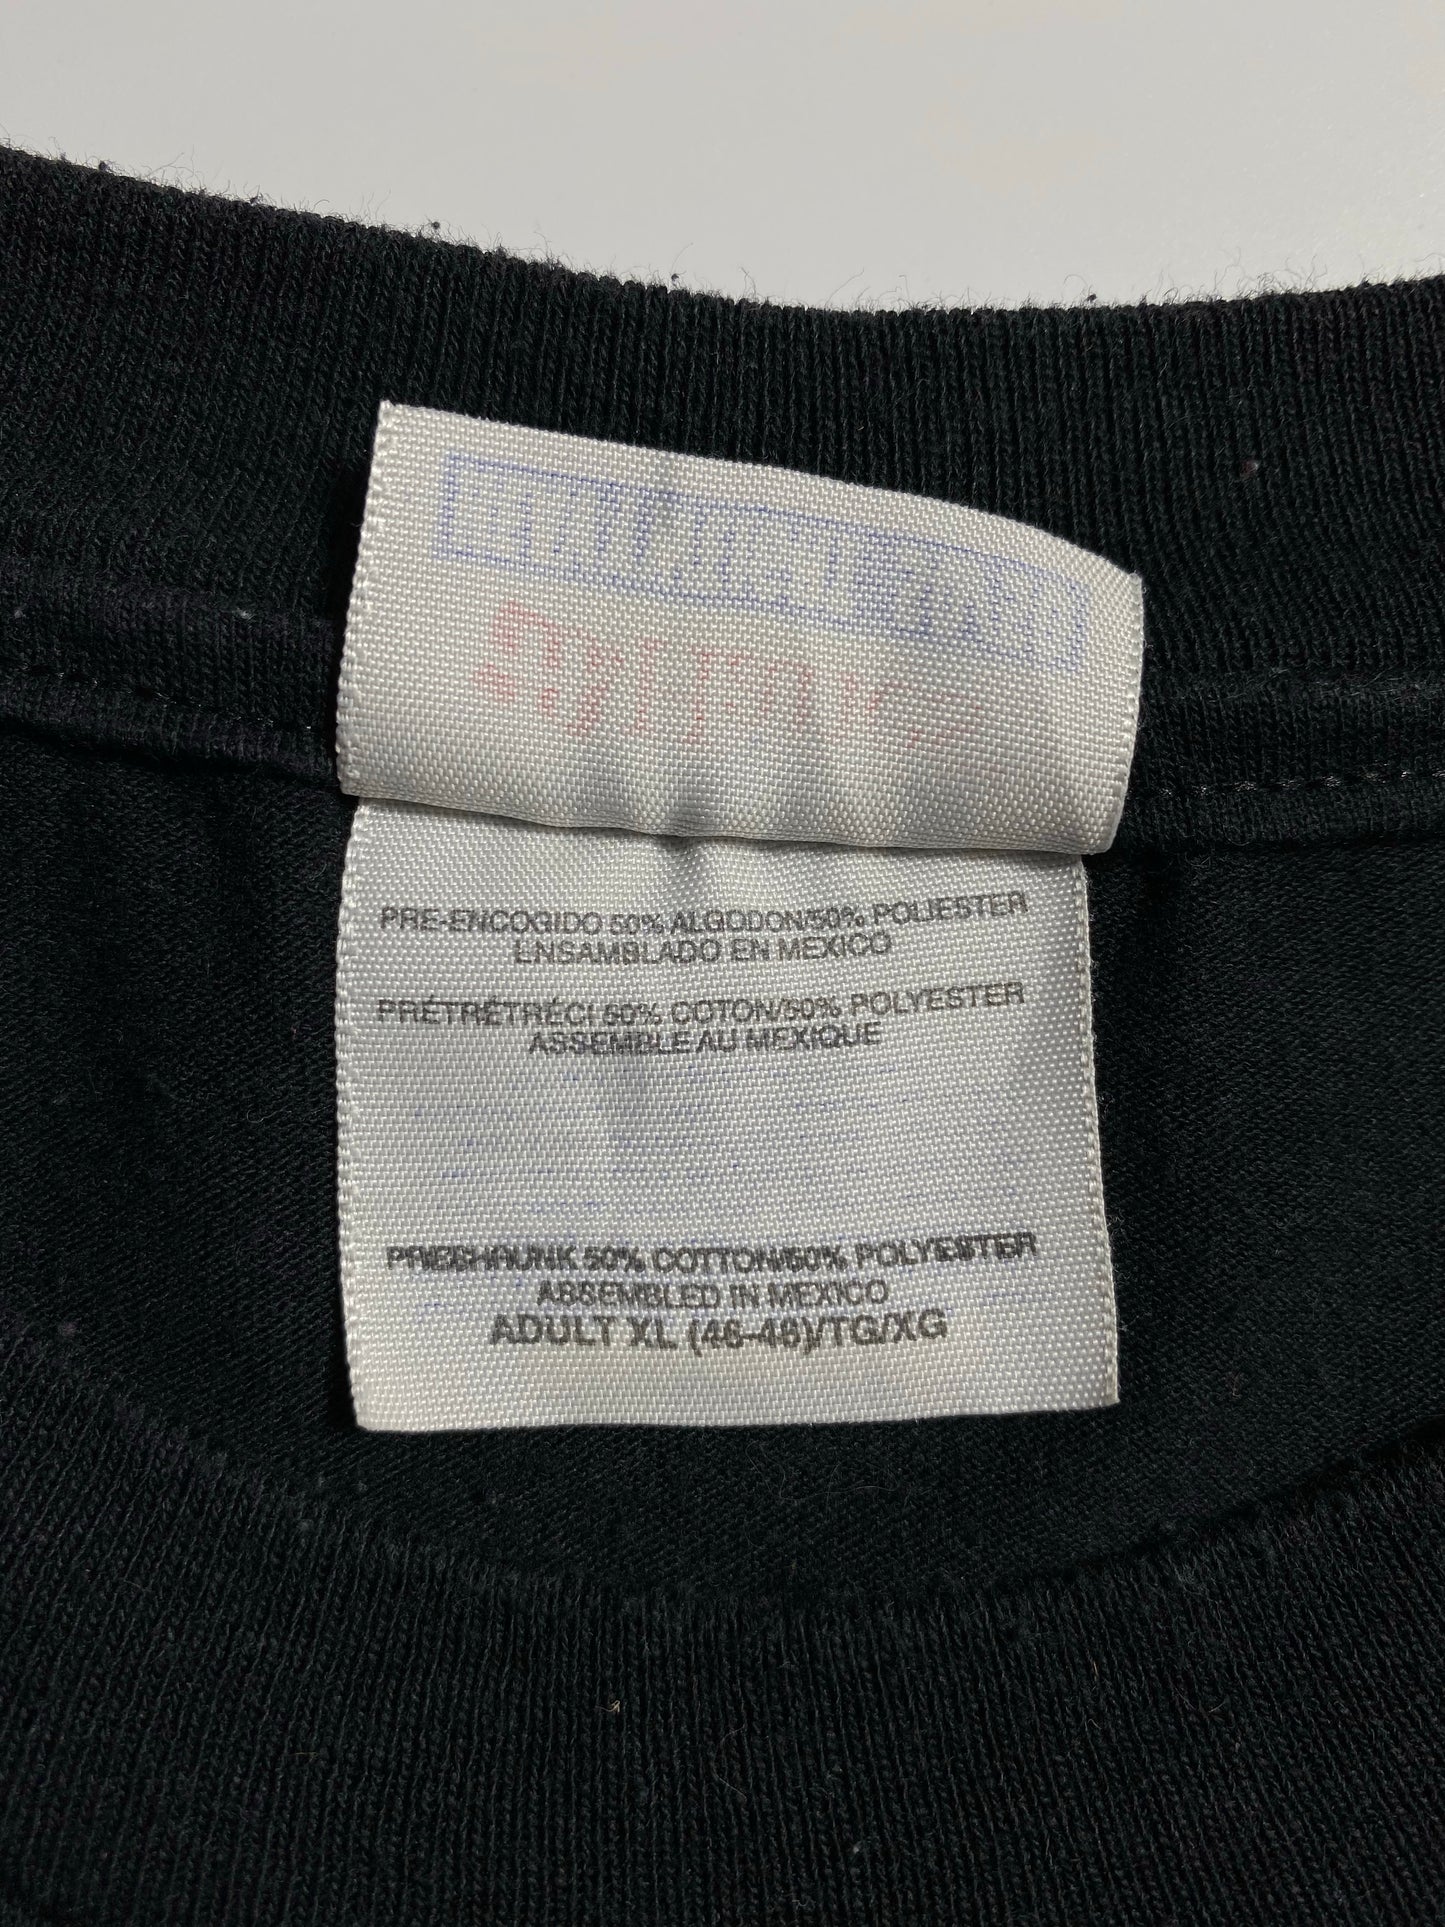 PRE-ENCOGIDO 50% ALGODON/50% POLIESTER
ENSAMBLADO EN MEXICO
PRÉTRÉTRÉCI 50% COTON/50% POLYESTER
ASSEMBLE AU MEXIQUE
PRESHRUNK 50% COTTON/50% POLYESTER
ASSEMBLED IN MEXICO
ADULT XL (46-48)/TG/XG